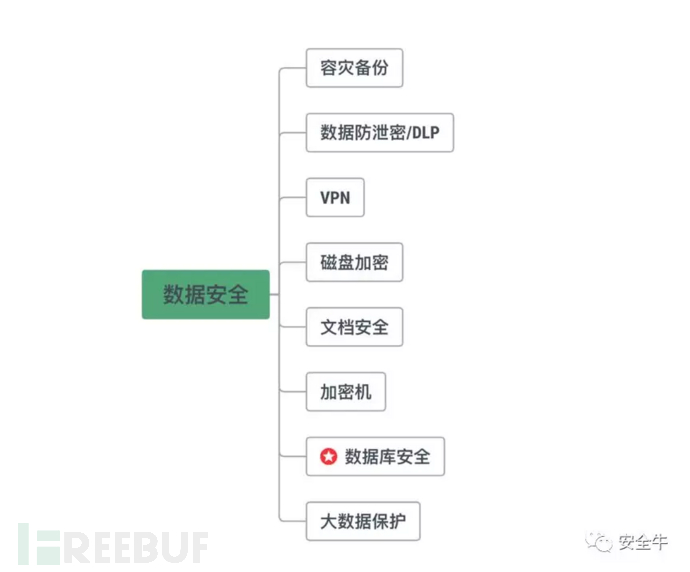 容灾备份
数据防泄密/DLP
VPN
磁盘加密
数据安全
文档安全
加密机
数据库安全
大数据保护
FREEBUF
安全牛